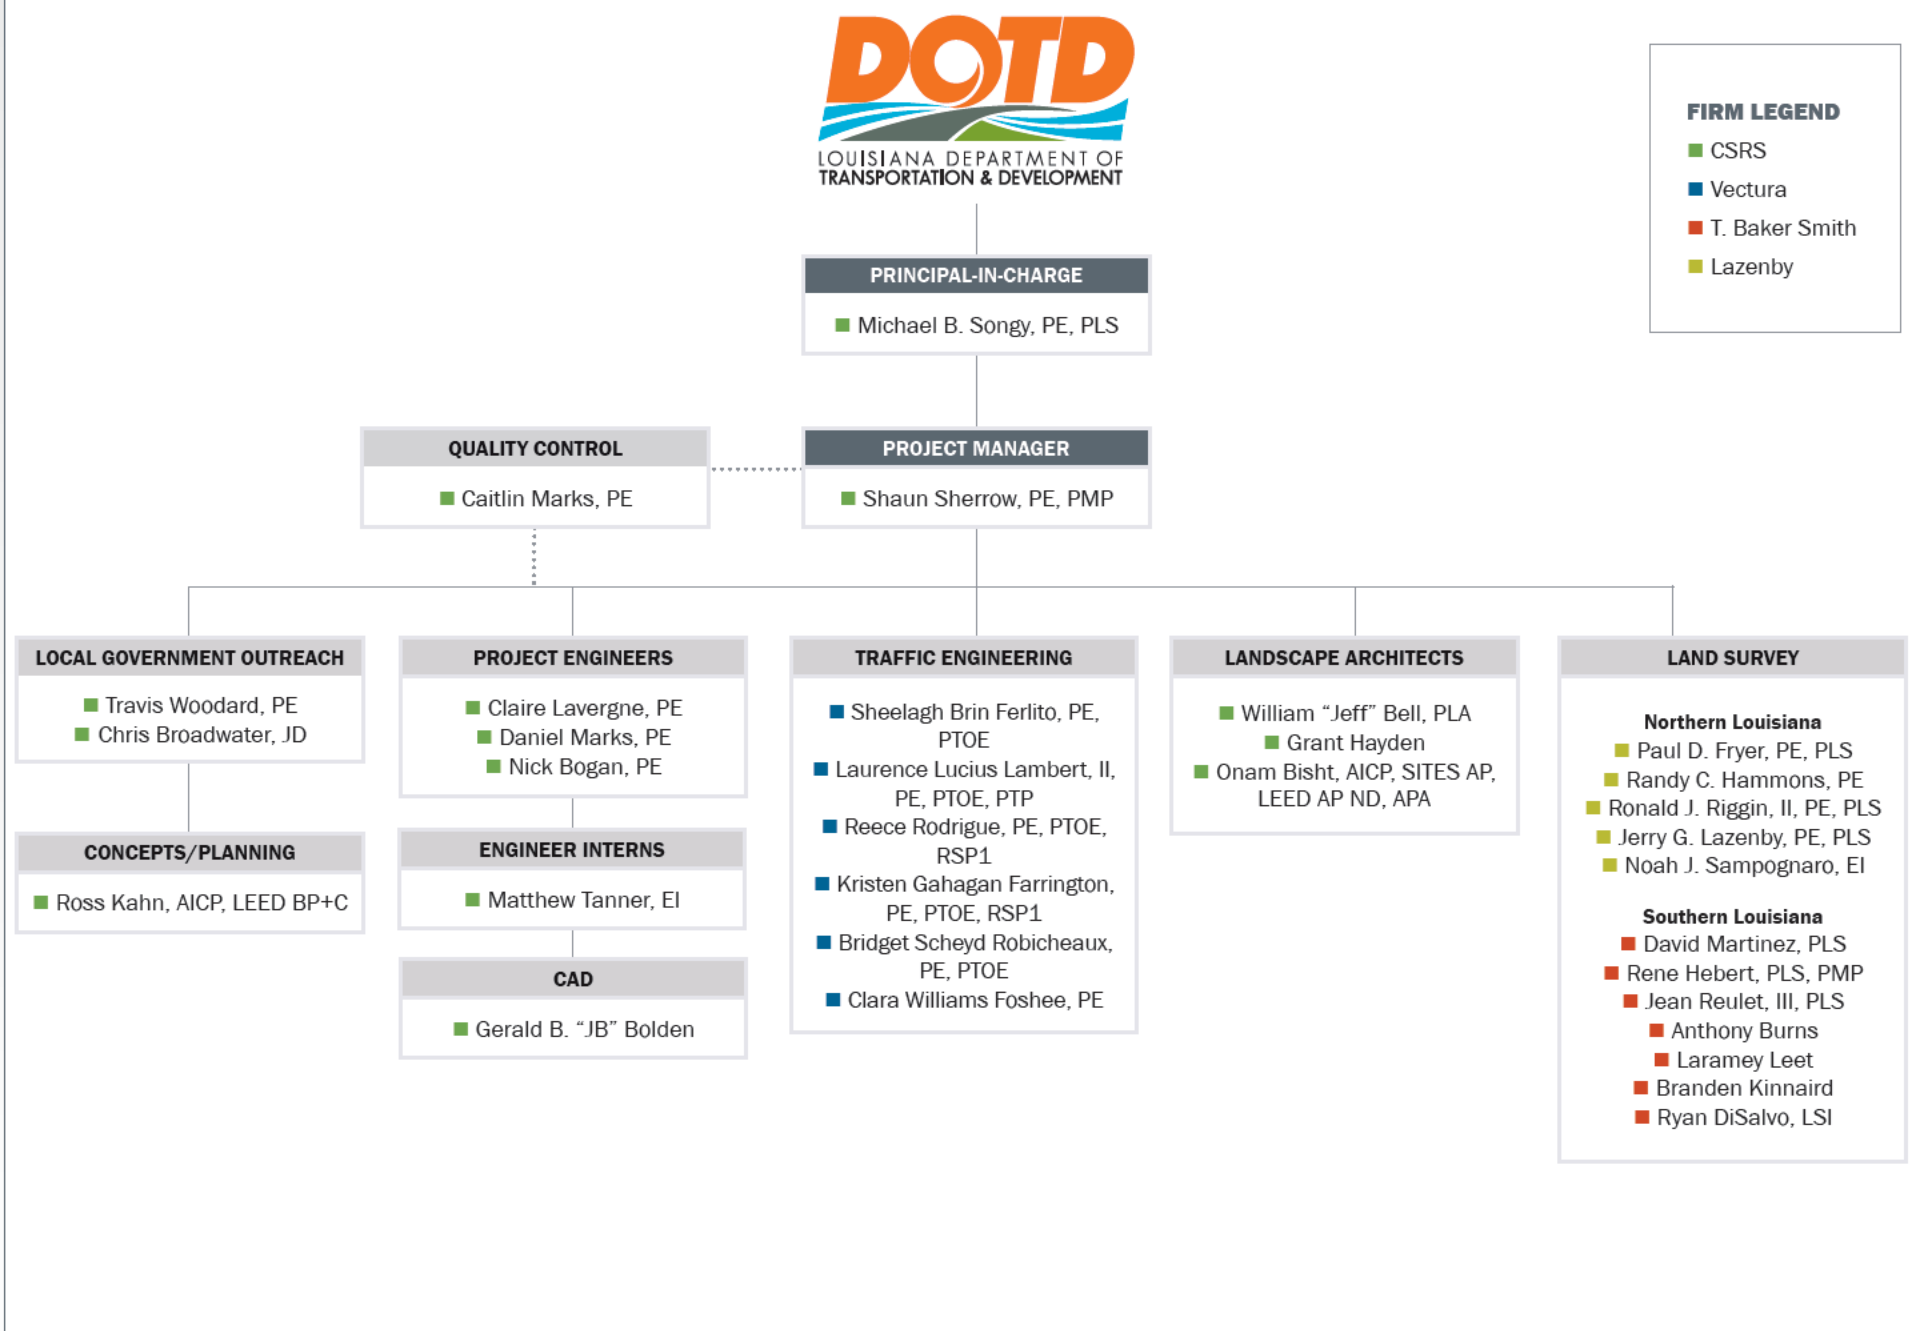 DOTD
LOUISIANA DEPARTMENT OF
TRANSPORTATION & DEVELOPMENT
FIRM LEGEND
CSRS
Vectura
T. Baker Smith
Lazenby
PRINCIPAL-IN-CHARGE
Michael B. Songy, PE, PLS
QUALITY CONTROL
Caitlin Marks, PE
PROJECT MANAGER
Shaun Sherrow, PE, PMP
LOCAL GOVERNMENT OUTREACH
Travis Woodard, PE
Chris Broadwater, JD
CONCEPTS/PLANNING
Ross Kahn, AICP, LEED BP+C
PROJECT ENGINEERS
Claire Lavergne, PE
Daniel Marks, PE
Nick Bogan, PE
ENGINEER INTERNS
Matthew Tanner, EI
CAD
Gerald B. “JB” Bolden
TRAFFIC ENGINEERING
Sheelagh Brin Ferlito, PE,
PTOE
Laurence Lucius Lambert, II,
PE, PTOE, PTP
Reece Rodrigue, PE, PTOE,
RSP1
Kristen Gahagan Farrington,
PE, PTOE, RSP1
Bridget Scheyd Robicheaux,
PE, PTOE
Clara Williams Foshee, PE
LANDSCAPE ARCHITECTS
William “Jeff” Bell, PLA
Grant Hayden
Onam Bisht, AICP, SITES AP,
LEED AP ND, APA
LAND SURVEY
Northern Louisiana
Paul D. Fryer, PE, PLS
Randy C. Hammons, PE
Ronald J. Riggin, II, PE, PLS
Jerry G. Lazenby, PE, PLS
Noah J. Sampognaro, EI
Southern Louisiana
David Martinez, PLS
Rene Hebert, PLS, PMP
Jean Reulet, III, PLS
Anthony Burns
Laramey Leet
Branden Kinnaird
Ryan DiSalvo, LSI